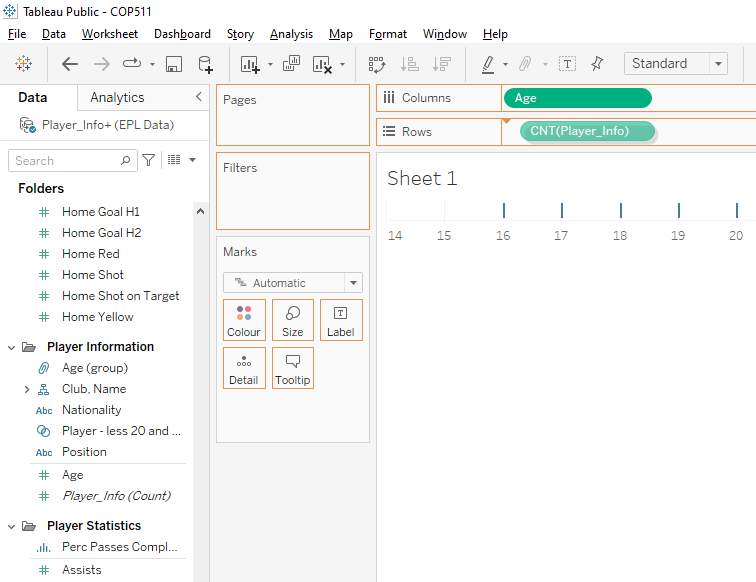 Tableau Public - COP511
File Data Worksheet Dashboard Story Analysis Map Format Window Help
Standard
Data Analytics
Player_Info+ (EPL Data)
Search
Folders
Home Goal H1
Home Goal H2
Home Red
Home Shot
Home Shot on Target
Home Yellow
Player Information
Age (group)
Club, Name
Abc Nationality
Player - less 20 and ...
Abc Position
Age
Player_Info (Count)
Player Statistics
Perc Passes Compl...
Assists
Pages
Filters
Marks
Automatic
Colour Size Label
Detail Tooltip
Columns Age
Rows CNT(Player_Info)
Sheet 1
14 15 16 17 18 19 20